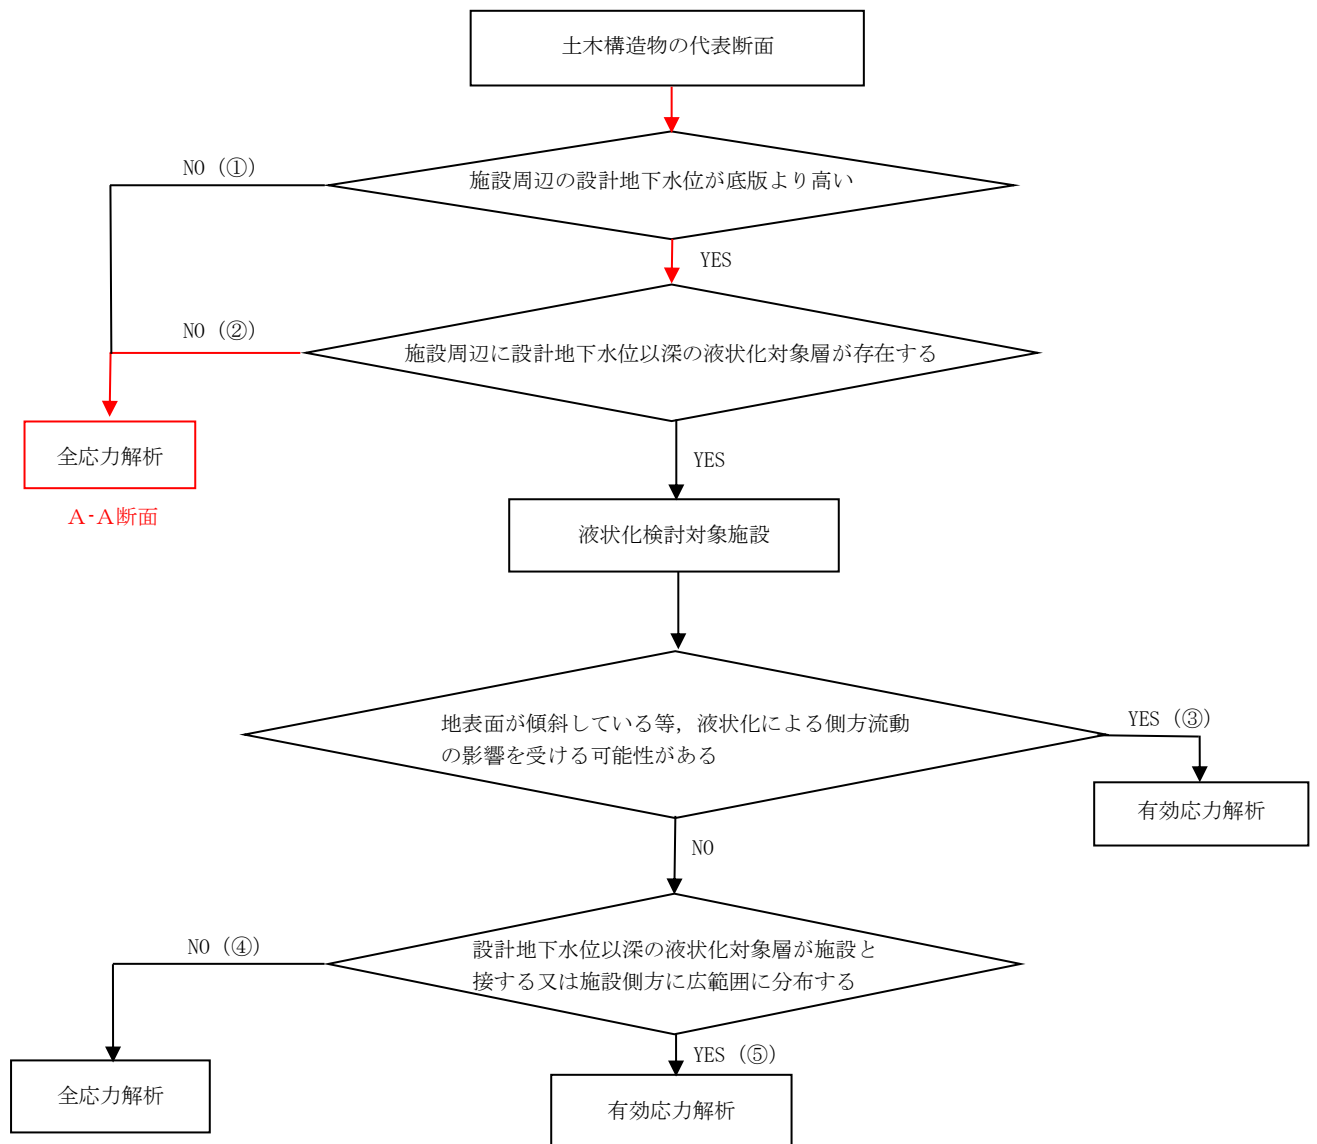 土木構造物の代表断面
NO（①）
施設周辺の設計地下水位が底版より高い
YES
NO（②）
施設周辺に設計地下水位以深の液状化対象層が存在する
全応力解析
A-A断面
YES
液状化検討対象施設
地表面が傾斜している等，液状化による側方流動
の影響を受ける可能性がある
YES（③）
有効応力解析
NO
NO（④）
設計地下水位以深の液状化対象層が施設と
接する又は施設側方に広範囲に分布する
全応力解析
YES（⑤）
有効応力解析